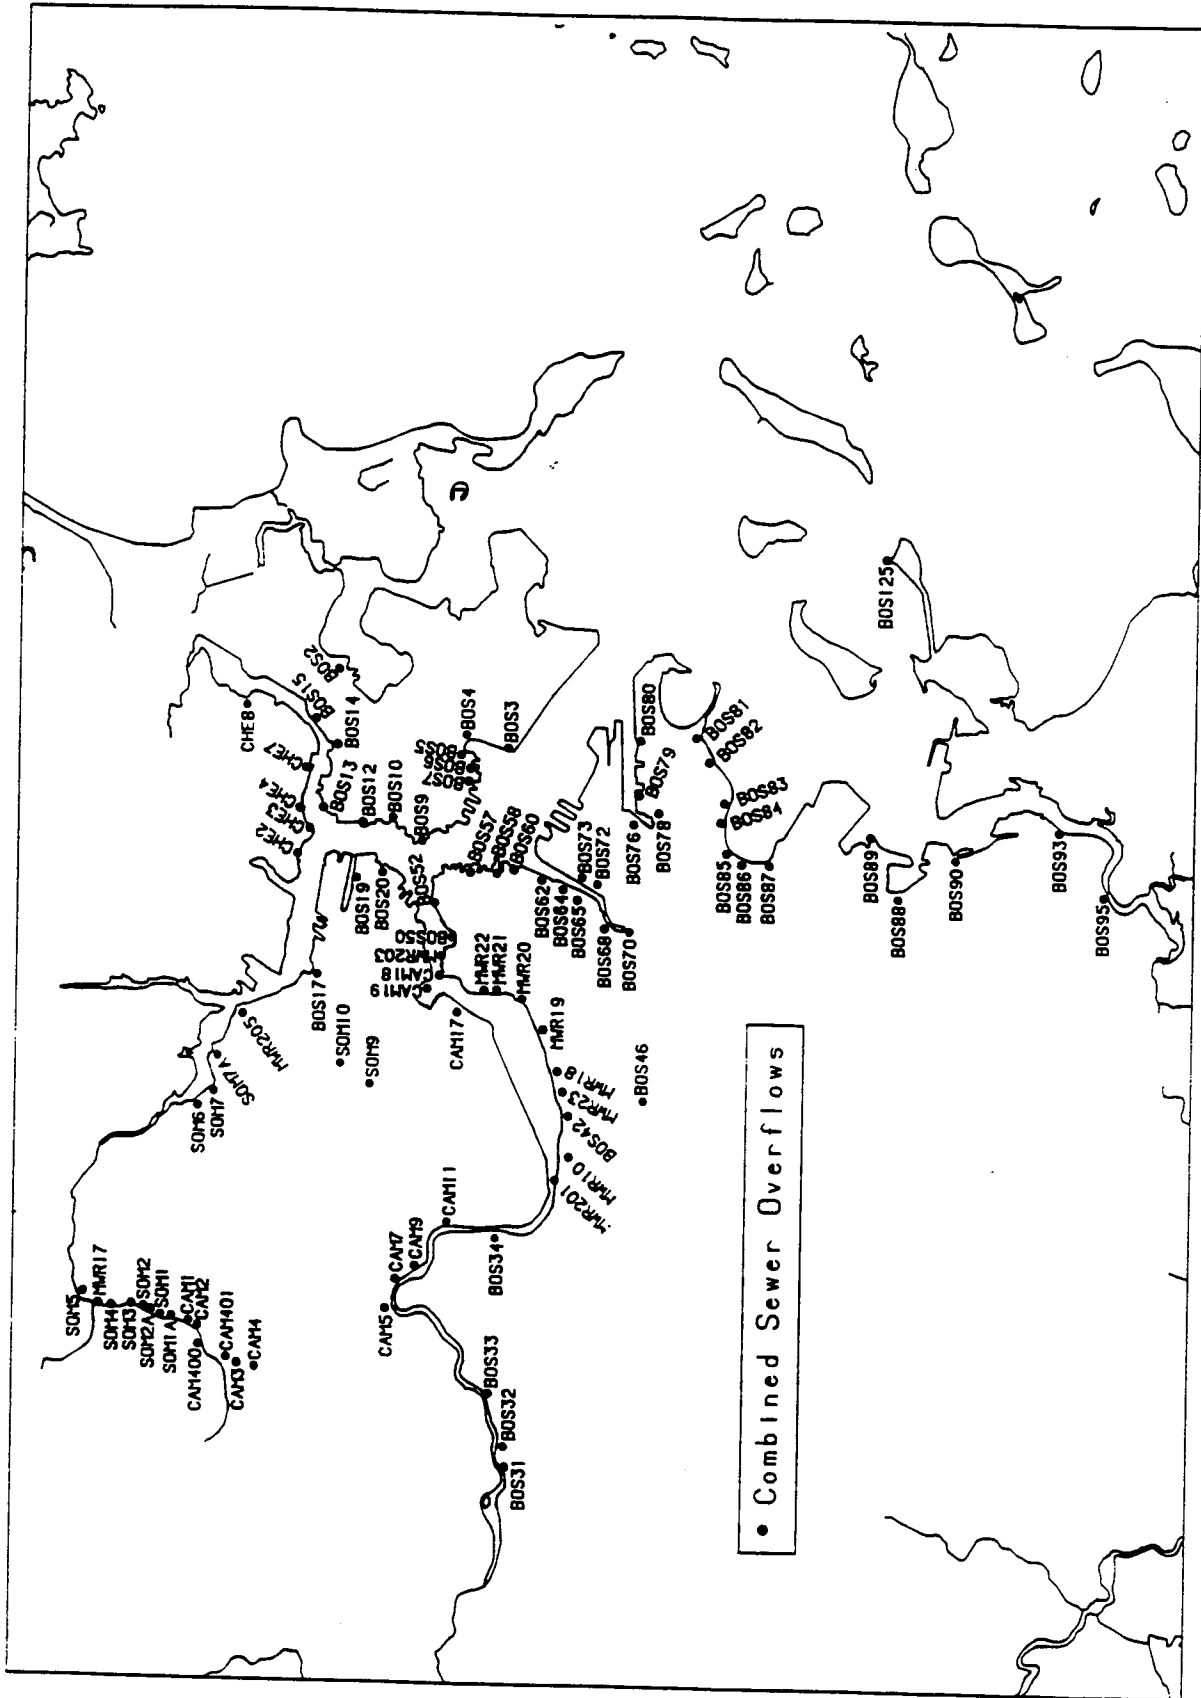 SOM5
MWR17
SOM4
SOM3
SOM2
SOM2A
SOM1
SOM1A
CAM1
CAM2
CAM400
CAM401
CAM3
CAM4
SOM6
SOM7
SOM7A
MWR205
BOS17
SOM10
SOM9
CHE8
CHE7
CHE4
CHE3
CHE2
BOS2
BOS15
BOS14
BOS13
BOS12
BOS10
BOS9
BOS4
BOS3
BOS5
BOS6
BOS7
BOS19
BOS20
BOS52
BOS50
MWR203
CAM18
CAM19
CAM17
MWR22
MWR21
MWR20
MWR19
MWR18
MWR23
BOS42
MWR10
MWR201
BOS46
CAM11
CAM9
CAM7
CAM5
BOS34
BOS33
BOS32
BOS31
BOS57
BOS58
BOS60
BOS62
BOS64
BOS65
BOS68
BOS70
BOS73
BOS72
BOS76
BOS78
BOS79
BOS80
BOS81
BOS82
BOS83
BOS84
BOS85
BOS86
BOS87
BOS89
BOS88
BOS90
BOS93
BOS95
BOS125
• Combined Sewer Overflows